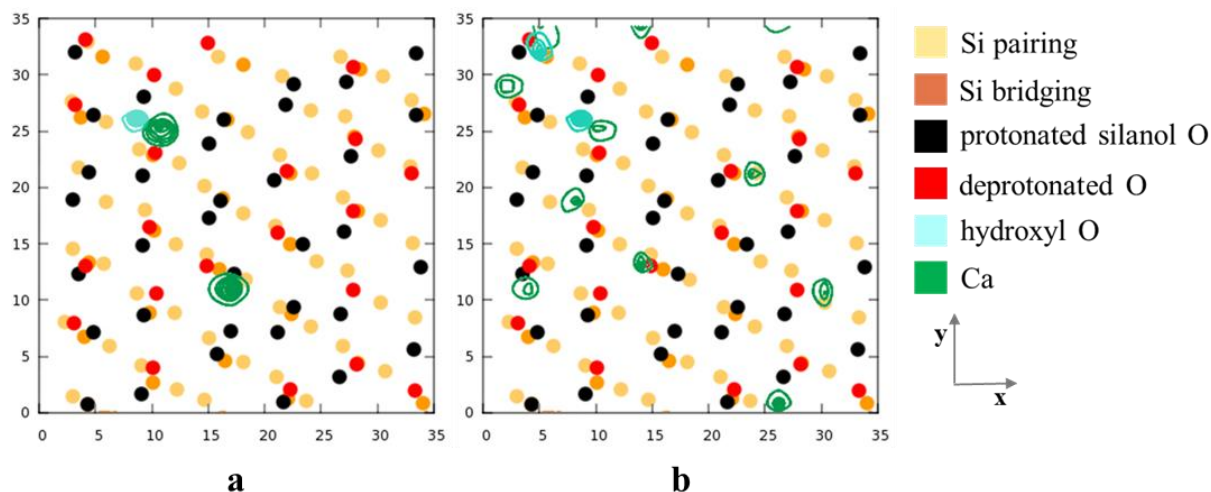 35
30
25
20
15
10
5
0
0 5 10 15 20 25 30 35
a
35
30
25
20
15
10
5
0
0 5 10 15 20 25 30 35
b
Si pairing
Si bridging
protonated silanol O
deprotonated O
hydroxyl O
Ca
y
x